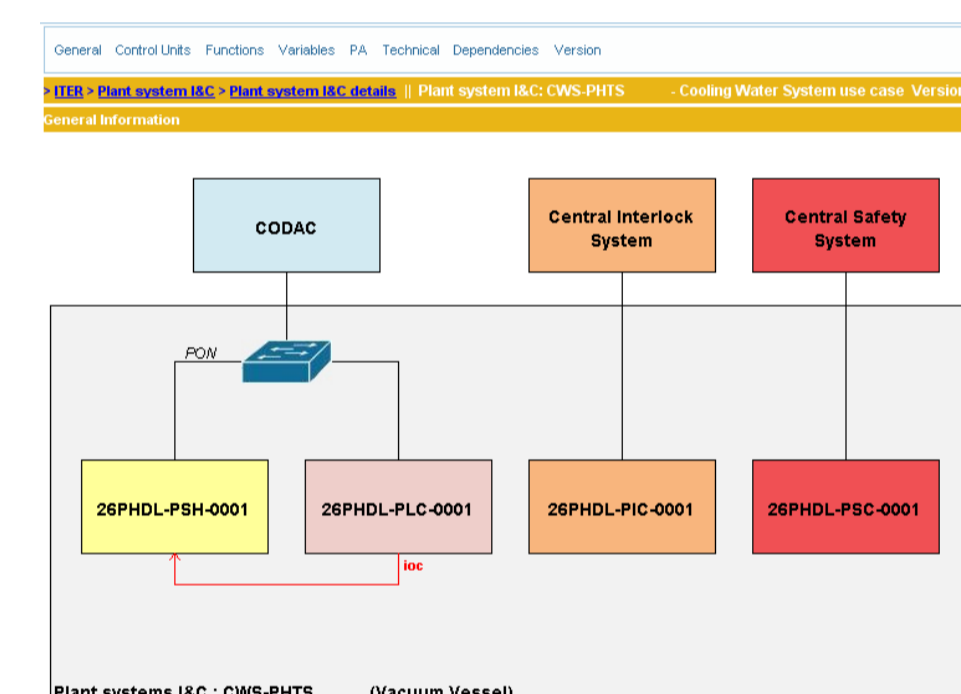 General Control Units Functions Variables PA Technical Dependencies Version
> ITER > Plant system I&C > Plant system I&C details || Plant system I&C: CWS-PHTS - Cooling Water System use case Version
General Information
CODAC
Central Interlock
System
Central Safety
System
PON
26PHDL-PSH-0001
26PHDL-PLC-0001
26PHDL-PIC-0001
26PHDL-PSC-0001
ioc
Plant systems I&C : CWS-PHTS (Vacuum Vessel)